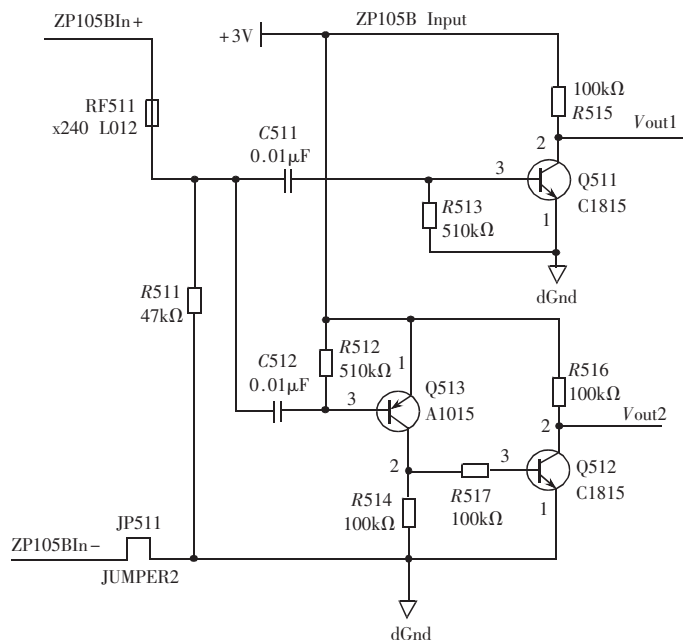 ZP105BIn+
+3V
ZP105B Input
RF511
x240 L012
C511
0.01μF
100kΩ
R515
2
Vout1
3
Q511
C1815
R513
510kΩ
1
dGnd
R511
47kΩ
C512
0.01μF
R512
510kΩ
1
3
Q513
A1015
R516
100kΩ
2
Vout2
2
3
Q512
C1815
R514
100kΩ
R517
100kΩ
1
JP511
ZP105BIn-
JUMPER2
dGnd